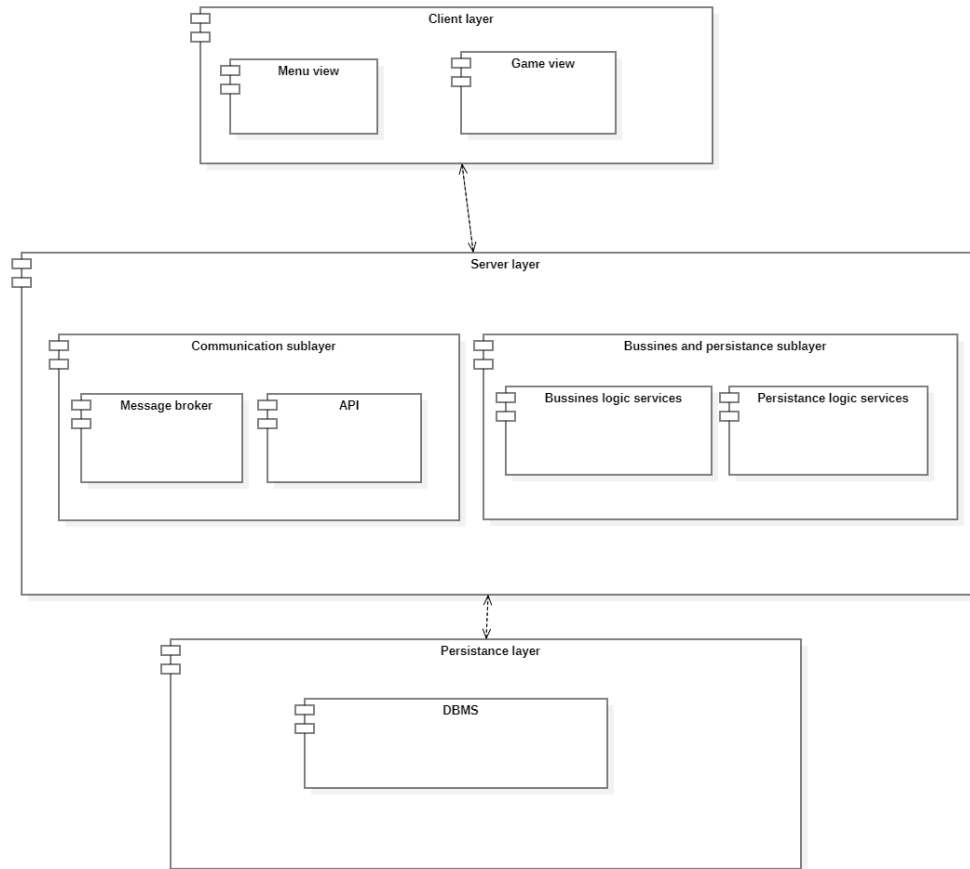 Client layer
Menu view
Game view
Server layer
Communication sublayer
Bussines and persistance sublayer
Message broker
API
Bussines logic services
Persistance logic services
Persistance layer
DBMS